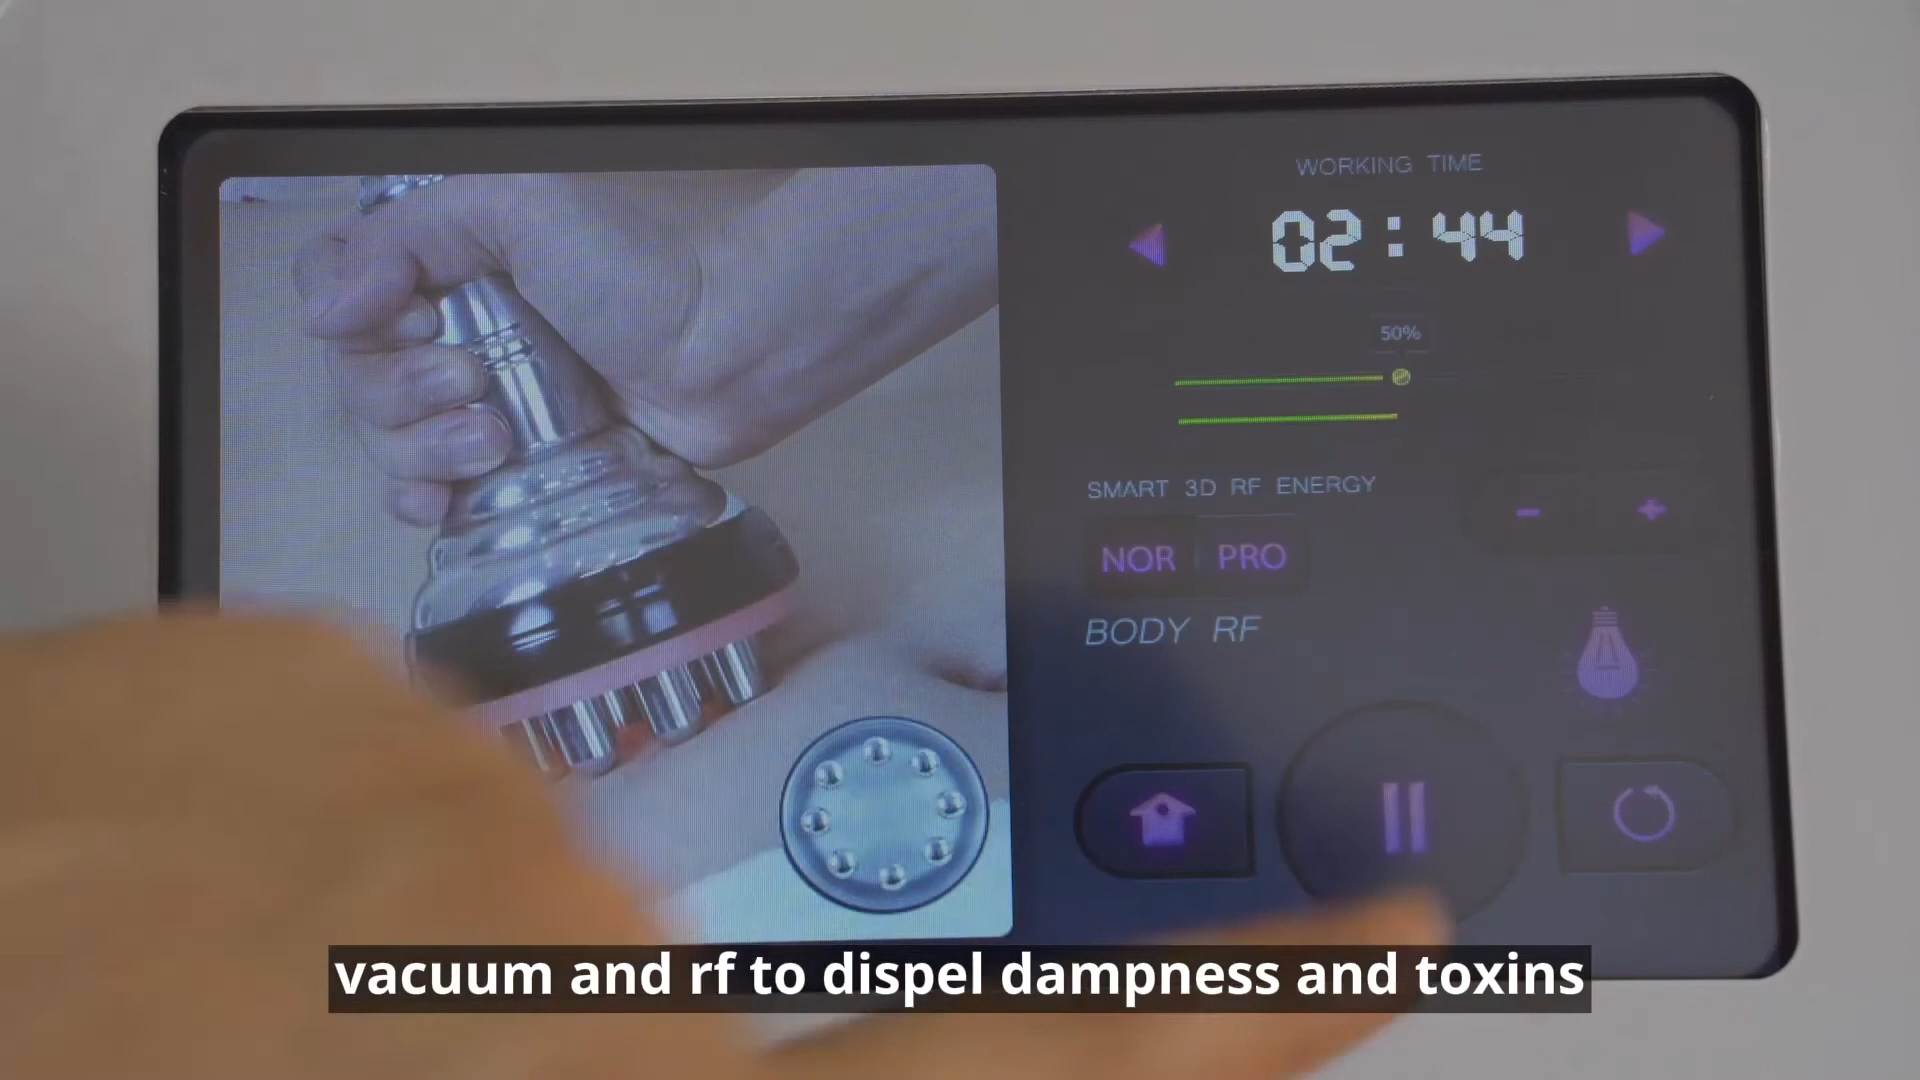 WORKING TIME
02:44
50%
SMART 3D RF ENERGY
NOR PRO
BODY RF
vacuum and rf to dispel dampness and toxins